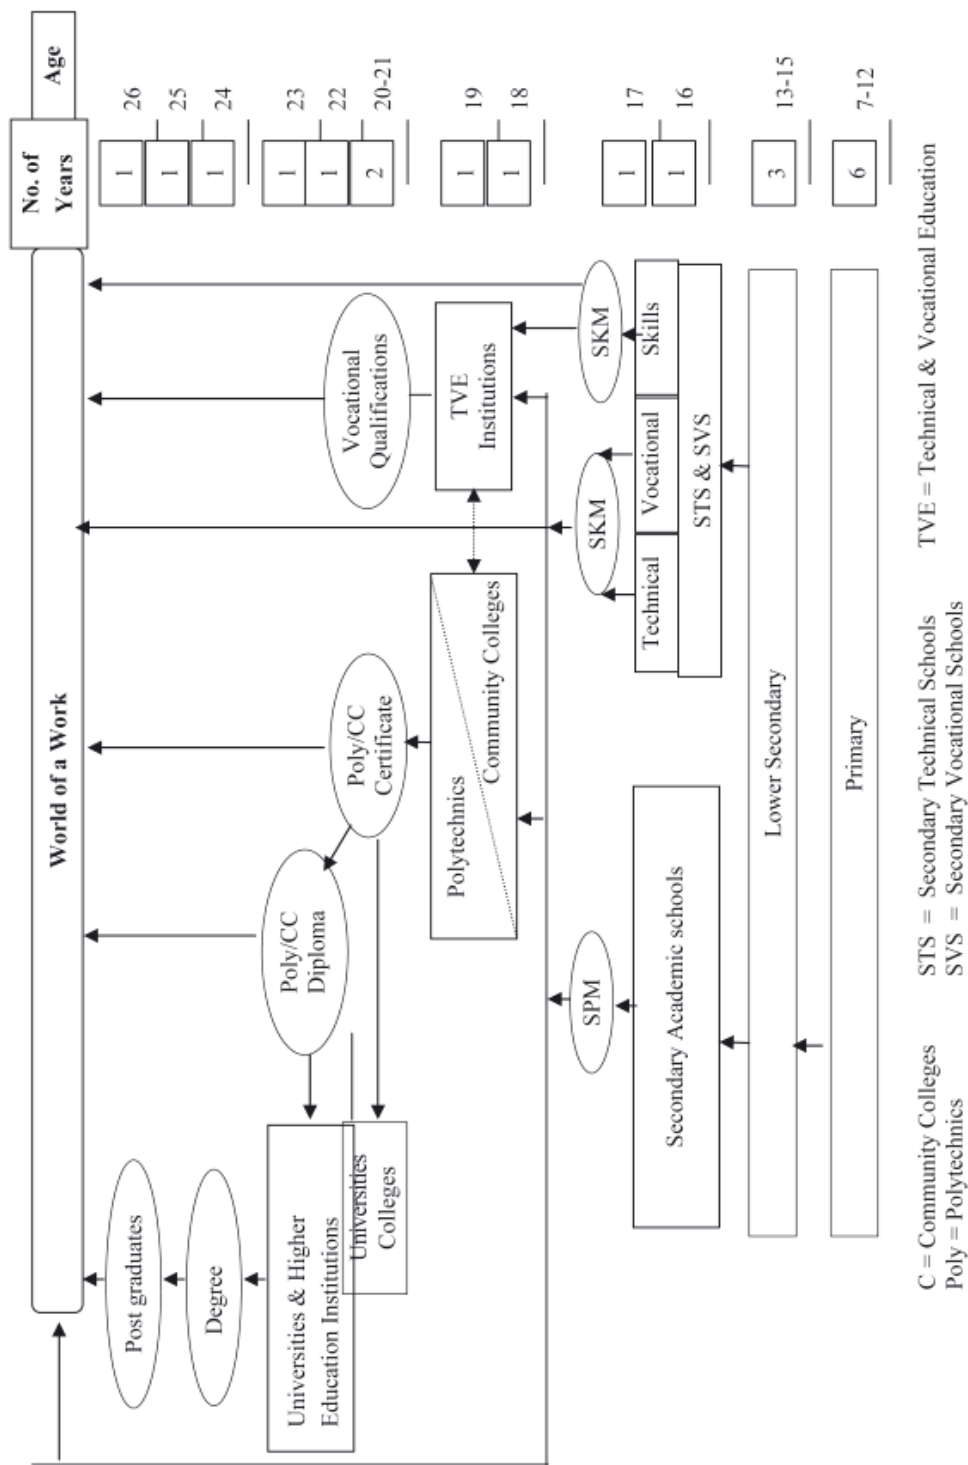 World of a Work
No. of
Years
Age
Post graduates
1
26
1
25
Degree
1
24
Universities & Higher
Education Institutions
Poly/CC
Diploma
1
23
1
22
Universities
Colleges
Poly/CC
Certificate
Vocational
Qualifications
2
20-21
Polytechnics
Community Colleges
TVE
Institutions
1
19
1
18
SPM
SKM
SKM
Secondary Academic schools
Technical
Vocational
Skills
STS & SVS
1
17
1
16
Lower Secondary
3
13-15
Primary
6
7-12
C = Community Colleges
Poly = Polytechnics
STS = Secondary Technical Schools
SVS = Secondary Vocational Schools
TVE = Technical & Vocational Education